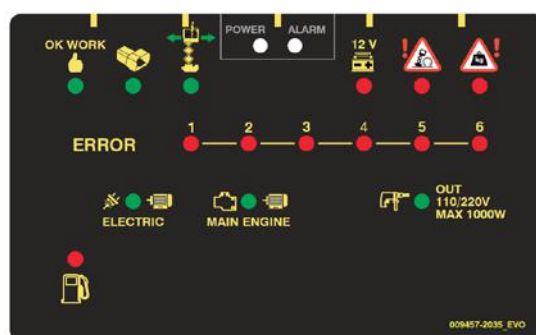 POWER ALARM
OK WORK
12 V
! !
kg
ERROR
1 2 3 4 5 6
ELECTRIC
MAIN ENGINE
OUT
110/220V
MAX 1000W
009457-2035_EVO